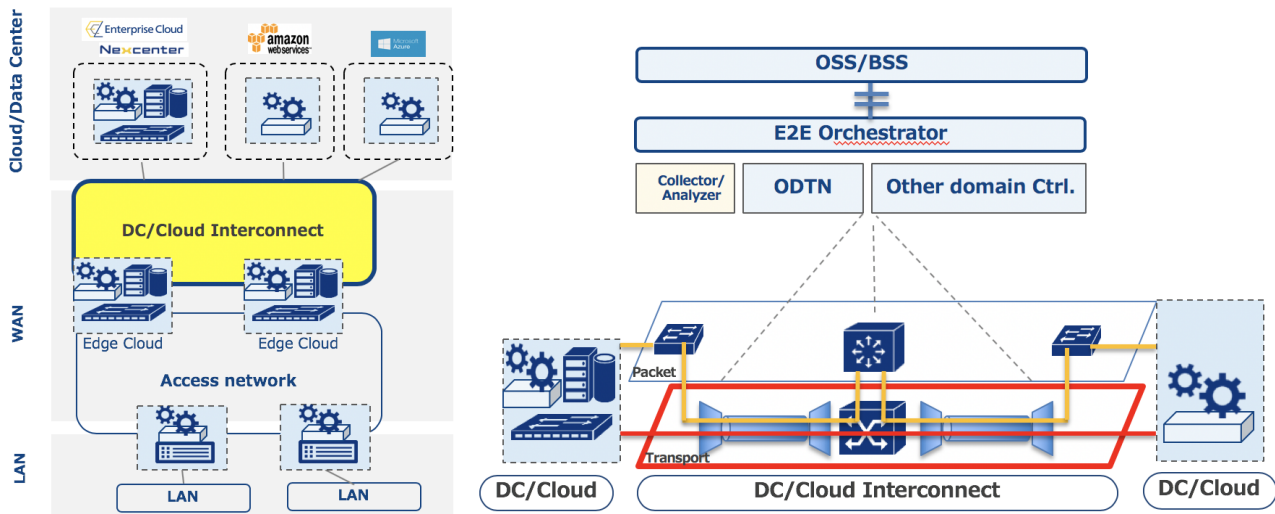 Cloud/Data Center
Enterprise Cloud
Nexcenter
amazon
webservices™
Microsoft
Azure
DC/Cloud Interconnect
WAN
Edge Cloud
Edge Cloud
Access network
LAN
LAN
LAN
OSS/BSS
E2E Orchestrator
Collector/
Analyzer
ODTN
Other domain Ctrl.
Packet
Transport
DC/Cloud
DC/Cloud Interconnect
DC/Cloud